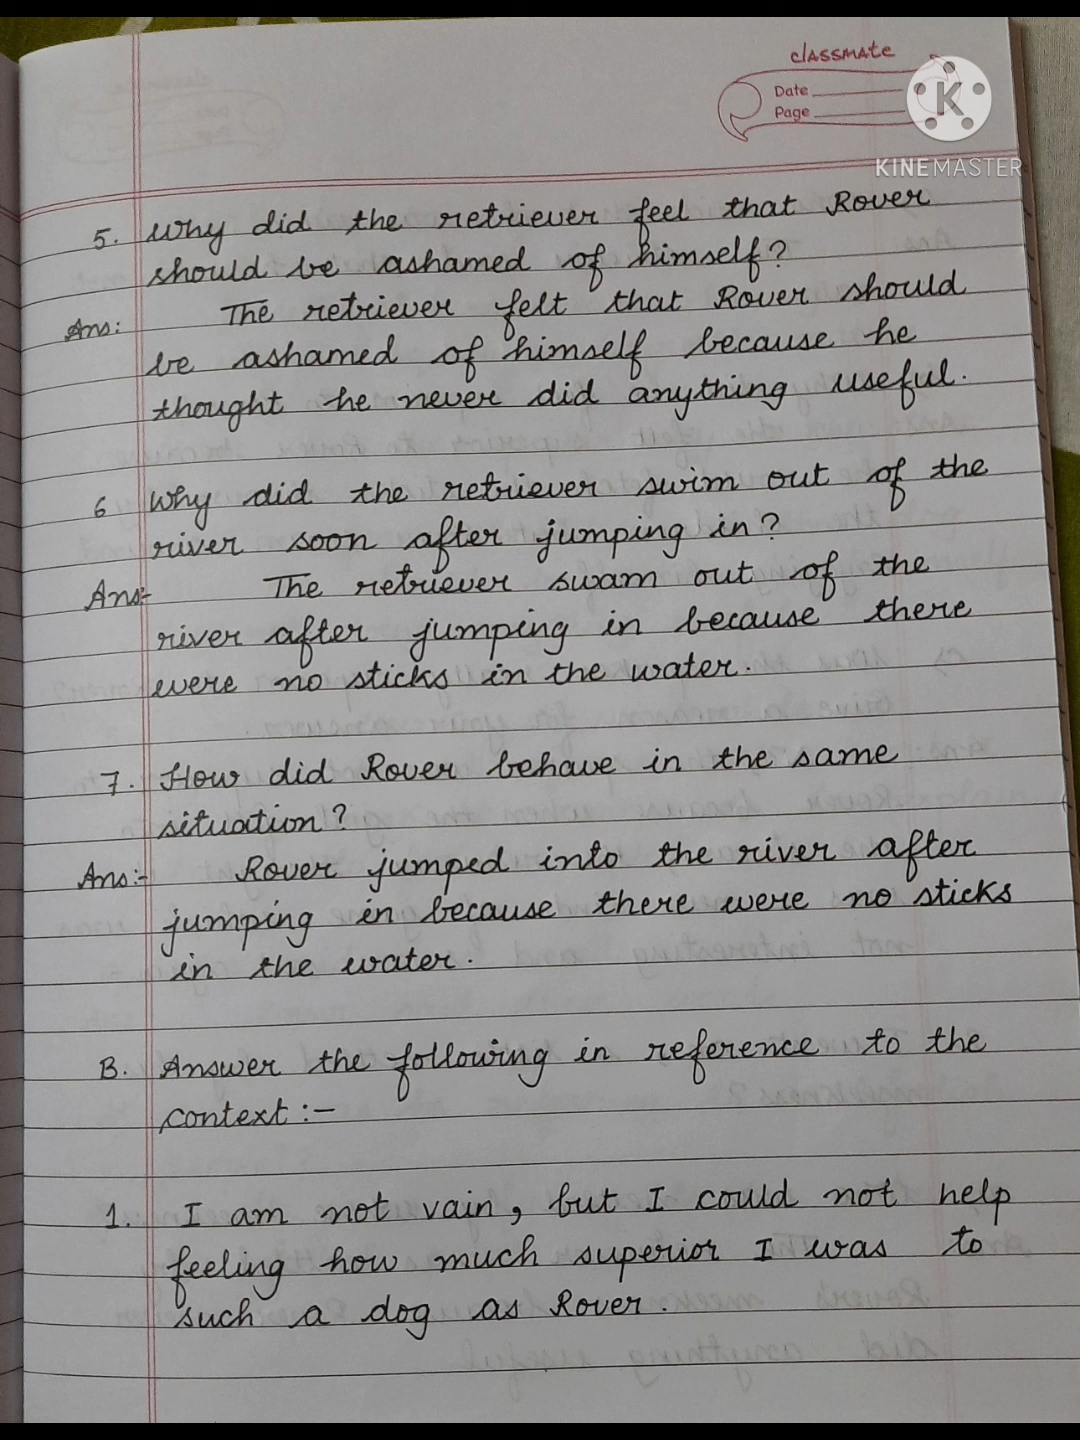 classmate
Date
Page
K
KINEMASTER
5. Why did the retriever feel that Rover
should be ashamed of himself?
Ans: The retriever felt that Rover should
be ashamed of himself because he
thought he never did anything useful.
6 Why did the retriever swim out of the
river soon after jumping in?
Ans:- The retriever swam out of the
river after jumping in because there
were no sticks in the water.
7. How did Rover behave in the same
situation?
Ans:- Rover jumped into the river after
jumping in because there were no sticks
in the water.
B. Answer the following in reference to the
context:-
1. I am not vain, but I could not help
feeling how much superior I was to
such a dog as Rover.